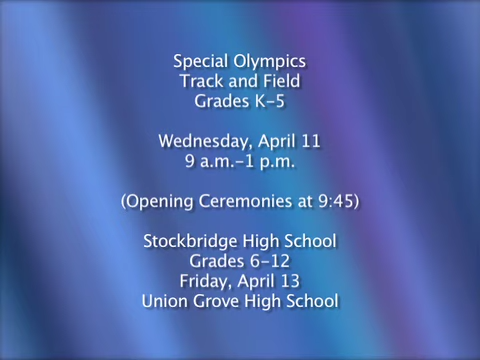 Special Olympics
Track and Field
Grades K-5
Wednesday, April 11
9 a.m.-1 p.m.
(Opening Ceremonies at 9:45)
Stockbridge High School
Grades 6-12
Friday, April 13
Union Grove High School